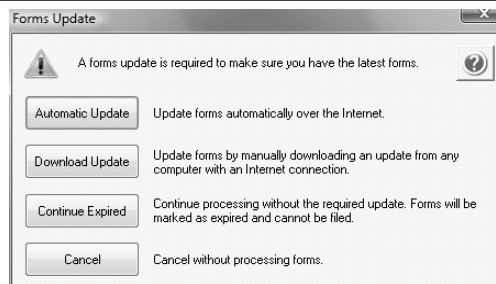 Forms Update
A forms update is required to make sure you have the latest forms.
Automatic Update
Update forms automatically over the Internet.
Download Update
Update forms by manually downloading an update from any
computer with an Internet connection.
Continue Expired
Continue processing without the required update. Forms will be
marked as expired and cannot be filed.
Cancel
Cancel without processing forms.